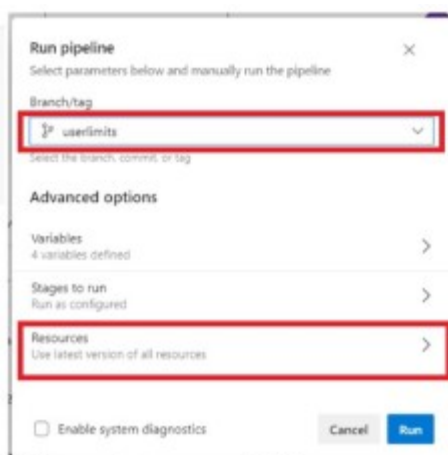 Run pipeline
Select parameters below and manually run the pipeline
Branch/tag
userlimits
Select the branch, commit, or tag
Advanced options
Variables
4 variables defined
Stages to run
Run as configured
Resources
Use latest version of all resources
Enable system diagnostics
Cancel
Run